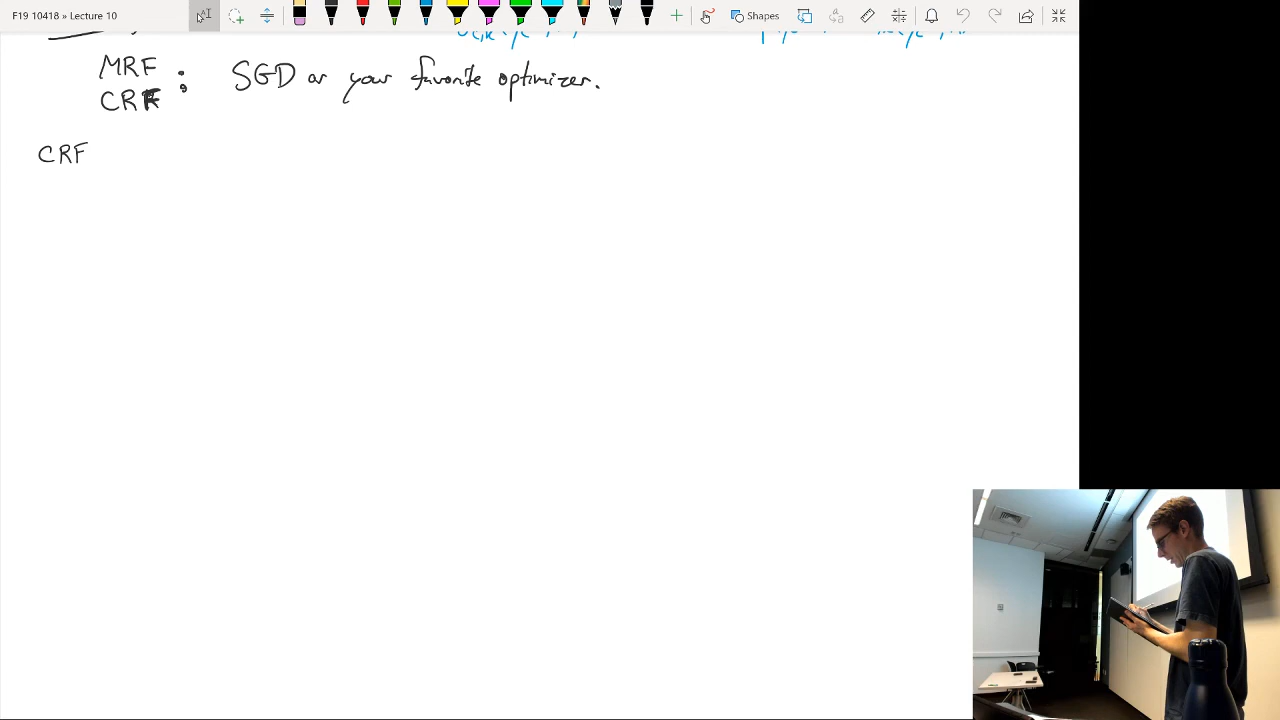 F19 10418 » Lecture 10
Shapes
MRF :
CRF
SGD or your favorite optimizer.
CRF